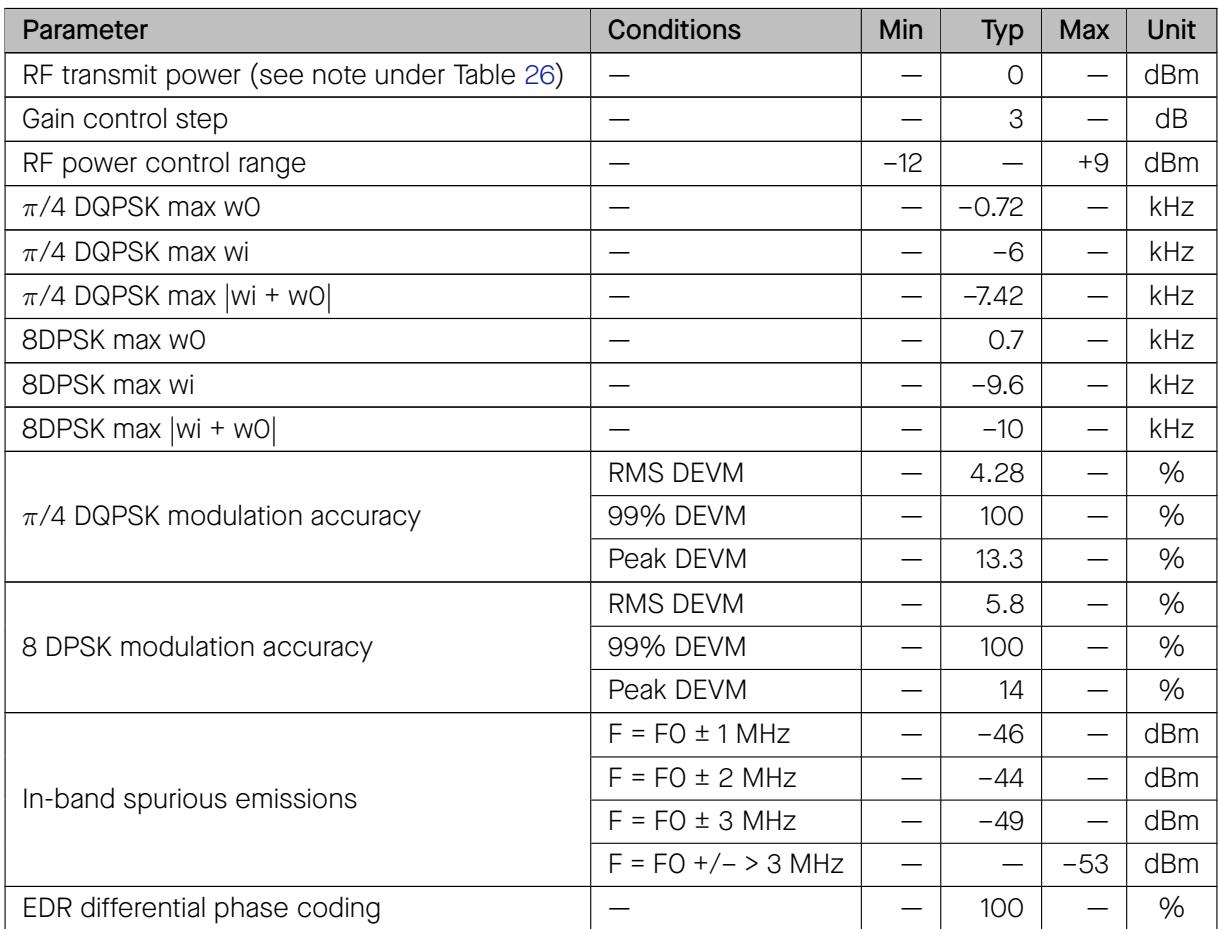 Parameter Conditions Min Typ Max Unit
RF transmit power (see note under Table 26) — — 0 — dBm
Gain control step — — 3 — dB
RF power control range — –12 — +9 dBm
π/4 DQPSK max w0 — — –0.72 — kHz
π/4 DQPSK max wi — — –6 — kHz
π/4 DQPSK max |wi + w0| — — –7.42 — kHz
8DPSK max w0 — — 0.7 — kHz
8DPSK max wi — — –9.6 — kHz
8DPSK max |wi + w0| — — –10 — kHz
π/4 DQPSK modulation accuracy
RMS DEVM — 4.28 — %
99% DEVM — 100 — %
Peak DEVM — 13.3 — %
8 DPSK modulation accuracy
RMS DEVM — 5.8 — %
99% DEVM — 100 — %
Peak DEVM — 14 — %
In-band spurious emissions
F = F0 ± 1 MHz — –46 — dBm
F = F0 ± 2 MHz — –44 — dBm
F = F0 ± 3 MHz — –49 — dBm
F = F0 +/– > 3 MHz — — –53 dBm
EDR differential phase coding — — 100 — %